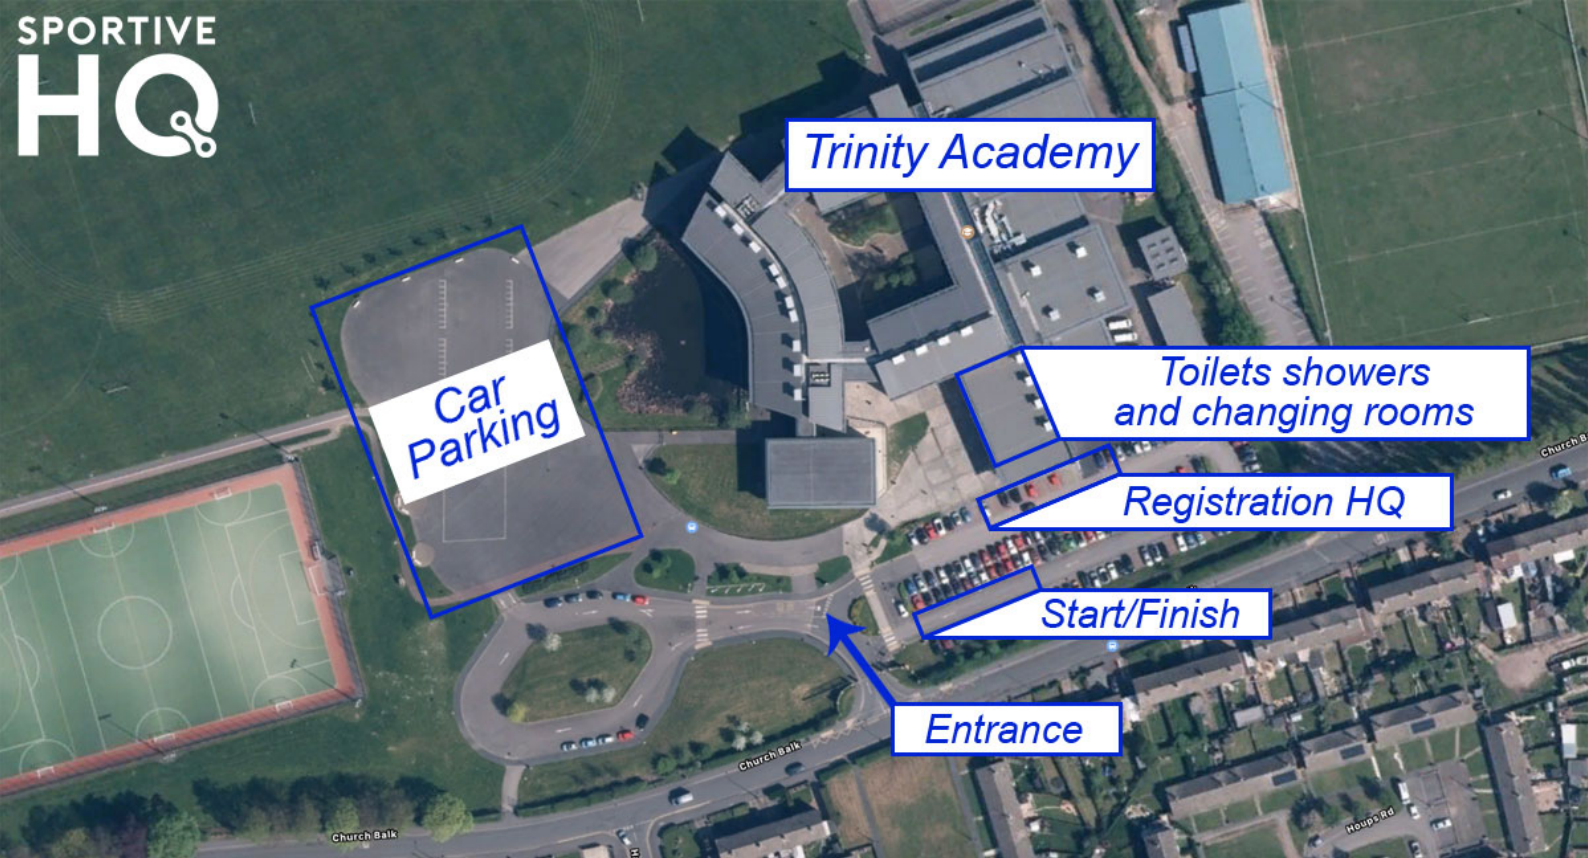 SPORTIVE
HQ
Trinity Academy
Car
Parking
Toilets showers
and changing rooms
Church B
Registration HQ
Start/Finish
Entrance
Church Balk
Houps Rd
Church Balk
H